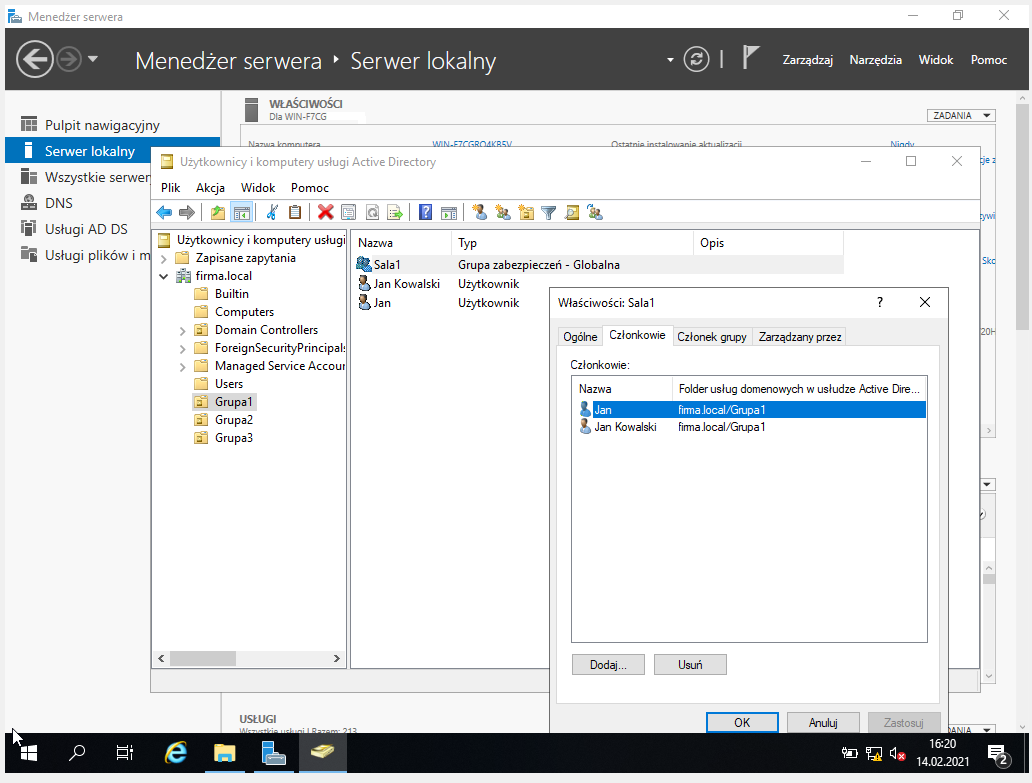 Menedżer serwera
Menedżer serwera
Serwer lokalny
Zarządzaj
Narzędzia
Widok
Pomoc
Pulpit nawigacyjny
Serwer lokalny
Wszystkie serwery
DNS
Usługi AD DS
Usługi plików i m
WŁAŚCIWOŚCI
Dla WIN-F7CG
ZADANIA
Nazwa komputera
WIN-F7CGRO4KB5V
Ostatnie instalowanie aktualizacji
Nigdy
Użytkownicy i komputery usługi Active Directory
Plik
Akcja
Widok
Pomoc
Użytkownicy i komputery usługi
Zapisane zapytania
firma.local
Builtin
Computers
Domain Controllers
ForeignSecurityPrincipals
Managed Service Accour
Users
Grupa1
Grupa2
Grupa3
Nazwa Typ Opis
Sala1 Grupa zabezpieczeń - Globalna
Jan Kowalski Użytkownik
Jan Użytkownik
Właściwości: Sala1
?
Ogólne
Członkowie
Członek grupy
Zarządzany przez
Członkowie:
Nazwa Folder usług domenowych w usłudze Active Dire...
Jan firma.local/Grupa1
Jan Kowalski firma.local/Grupa1
Dodaj...
Usuń
OK
Anuluj
Zastosuj
USŁUGI
Wszystkie usługi | Razem: 213
16:20
14.02.2021
2